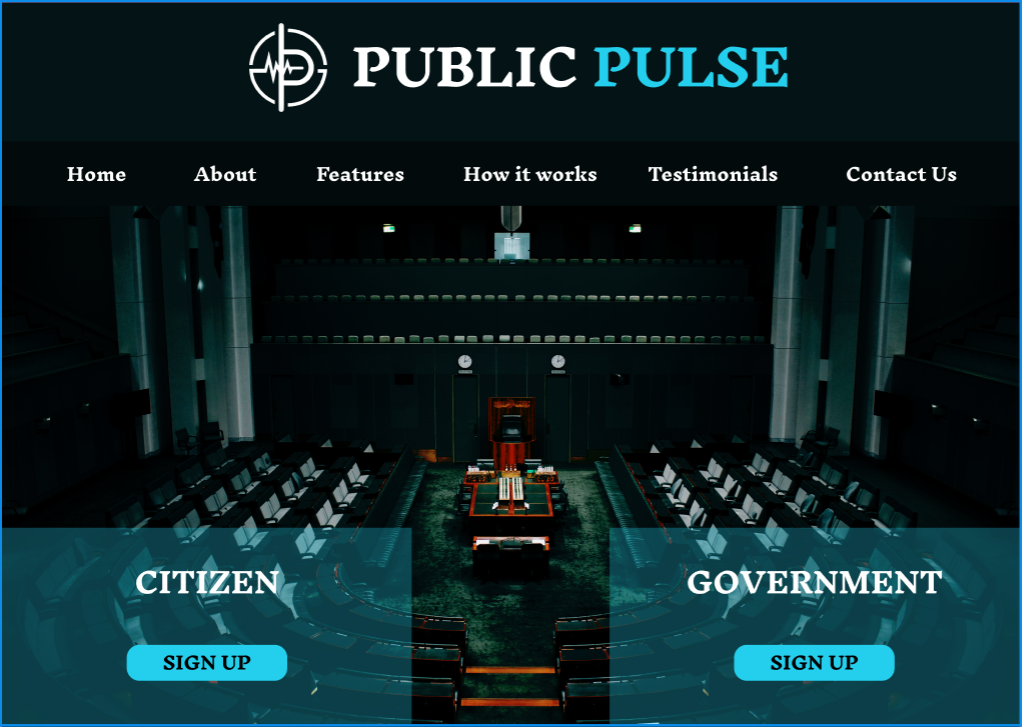 PUBLIC PULSE
Home About Features How it works Testimonials Contact Us
CITIZEN
GOVERNMENT
SIGN UP
SIGN UP